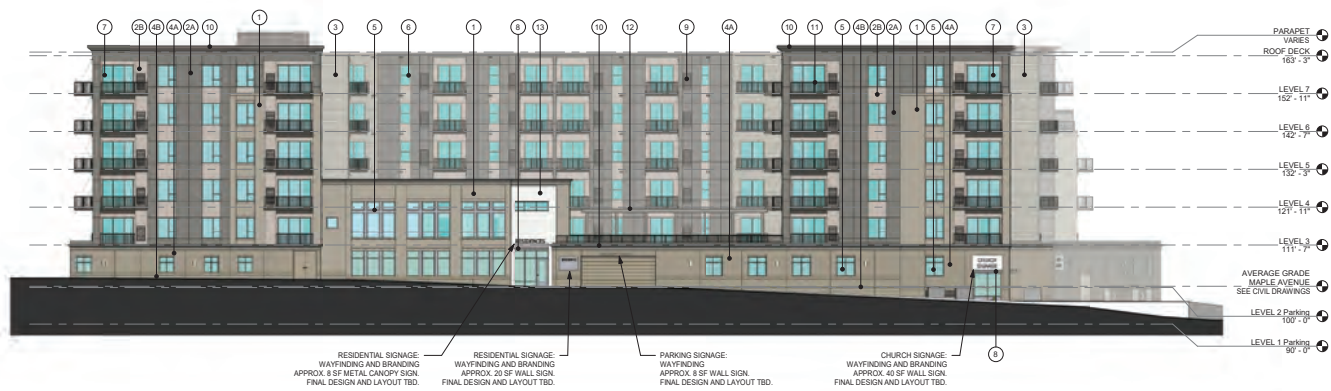 7 2B 4B 4A 2A 10 1 3 5 6 1 8 13 10 12 9 4A 10 11 5 4B 2B 2A 1 5 4A 7 3
PARAPET
VARIES
ROOF DECK
163' - 3"
LEVEL 7
152' - 11"
LEVEL 6
142' - 7"
LEVEL 5
132' - 3"
LEVEL 4
121' - 11"
LEVEL 3
111' - 7"
AVERAGE GRADE
MAPLE AVENUE
SEE CIVIL DRAWINGS
LEVEL 2 Parking
100' - 0"
LEVEL 1 Parking
90' - 0"
RESIDENCES
CHURCH
SIGNAGE
8
RESIDENTIAL SIGNAGE:
WAYFINDING AND BRANDING
APPROX. 8 SF METAL CANOPY SIGN.
FINAL DESIGN AND LAYOUT TBD.
RESIDENTIAL SIGNAGE:
WAYFINDING AND BRANDING
APPROX. 20 SF WALL SIGN.
FINAL DESIGN AND LAYOUT TBD.
PARKING SIGNAGE:
WAYFINDING
APPROX. 8 SF WALL SIGN.
FINAL DESIGN AND LAYOUT TBD.
CHURCH SIGNAGE:
WAYFINDING AND BRANDING
APPROX. 40 SF WALL SIGN.
FINAL DESIGN AND LAYOUT TBD.